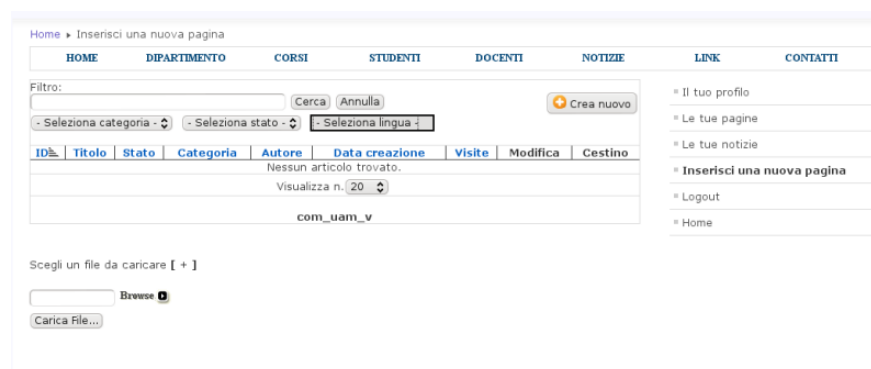 Home ▸ Inserisci una nuova pagina
HOME DIPARTIMENTO CORSI STUDENTI DOCENTI NOTIZIE LINK CONTATTI
Filtro:
Cerca Annulla
Crea nuovo
- Seleziona categoria - - Seleziona stato - - Seleziona lingua -
ID Titolo Stato Categoria Autore Data creazione Visite Modifica Cestino
Nessun articolo trovato.
Visualizza n. 20
com_uam_v
Il tuo profilo
Le tue pagine
Le tue notizie
Inserisci una nuova pagina
Logout
Home
Scegli un file da caricare [ + ]
Browse
Carica File...